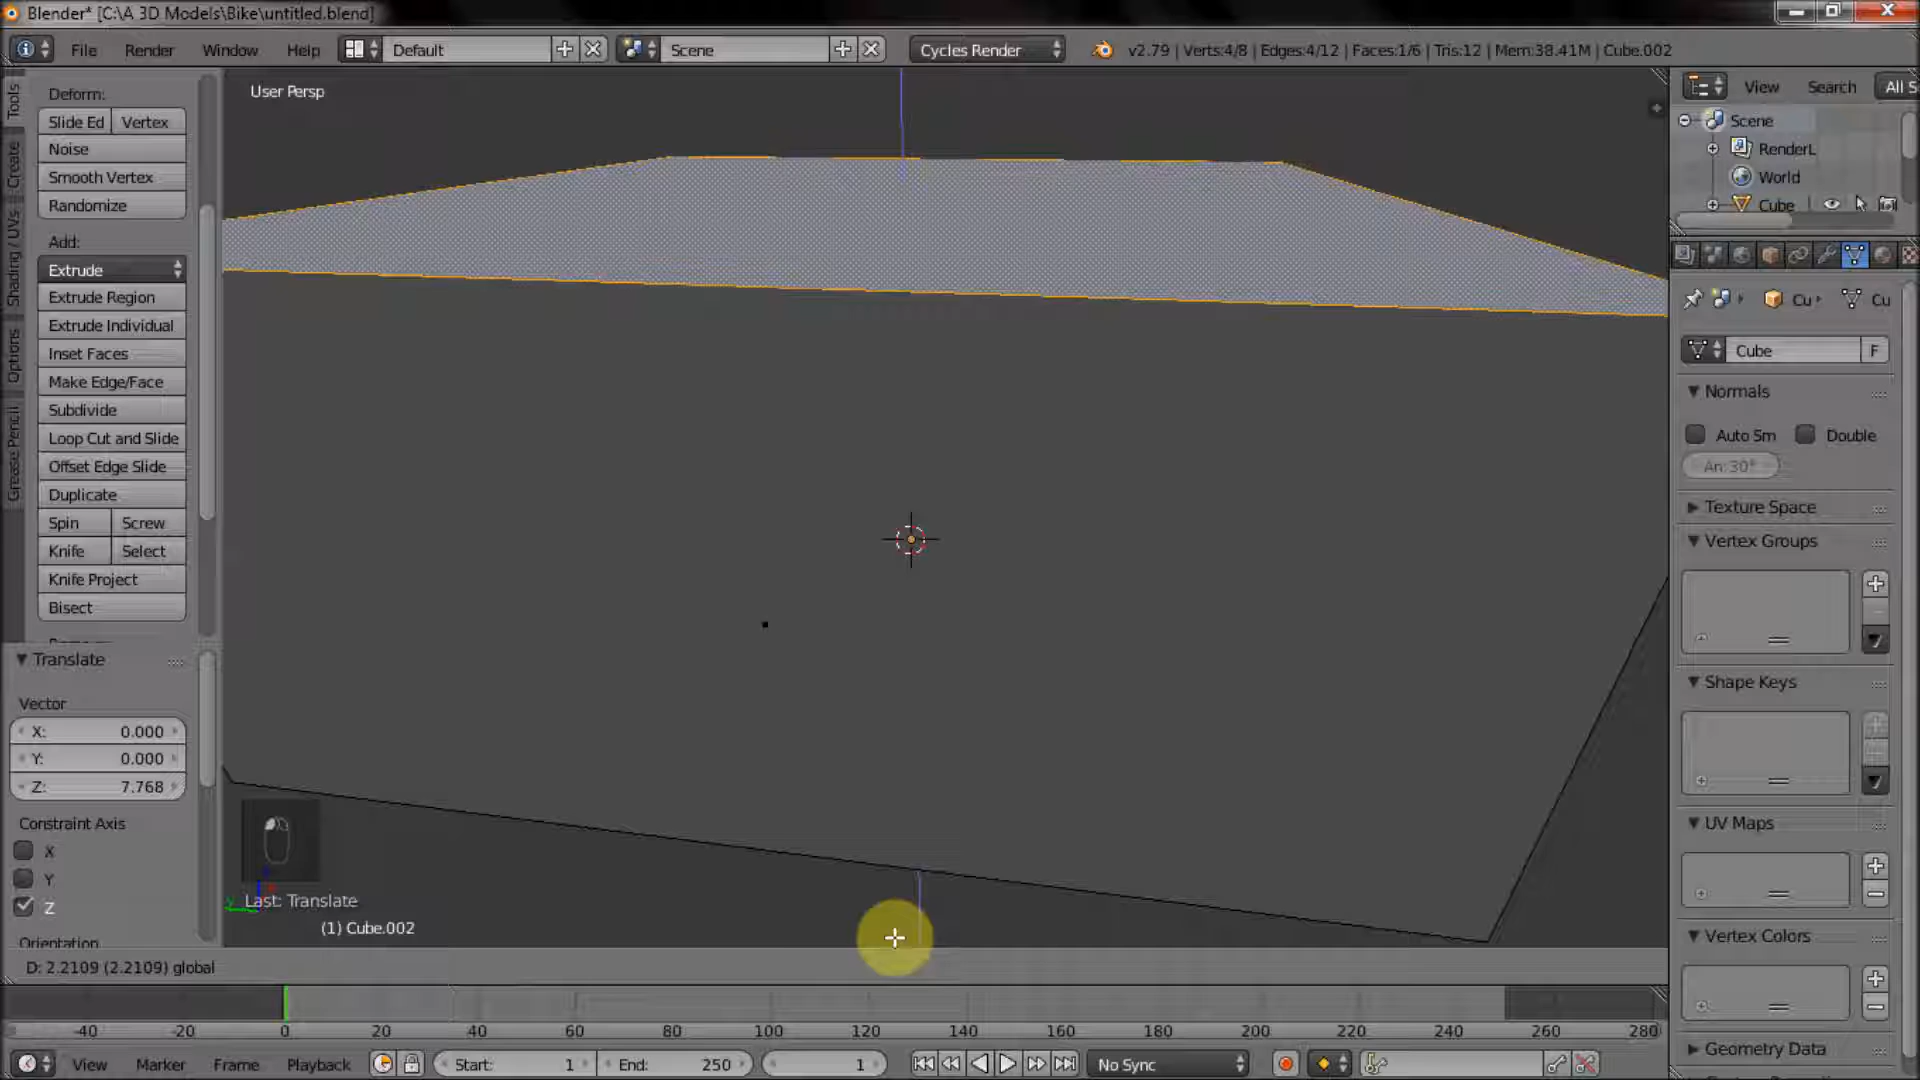 Blender* [C:\A 3D Models\Bike\untitled.blend]
File Render Window Help Default Scene Cycles Render v2.79 | Verts:4/8 | Edges:4/12 | Faces:1/6 | Tris:12 | Mem:38.41M | Cube.002
Tools
Create
Shading / UVs
Options
Grease Pencil
Deform:
Slide Ed Vertex
Noise
Smooth Vertex
Randomize
Add:
Extrude
Extrude Region
Extrude Individual
Inset Faces
Make Edge/Face
Subdivide
Loop Cut and Slide
Offset Edge Slide
Duplicate
Spin Screw
Knife Select
Knife Project
Bisect
Translate
Vector
X: 0.000
Y: 0.000
Z: 7.768
Constraint Axis
X
Y
Z
Orientation
User Persp
y
Last: Translate
(1) Cube.002
D: 2.2109 (2.2109) global
View Search All S
Scene
RenderL
World
Cube
Cu Cu
Cube F
Normals
Auto Sm Double
An: 30°
Texture Space
Vertex Groups
Shape Keys
UV Maps
Vertex Colors
Geometry Data
-40 -20 0 20 40 60 80 100 120 140 160 180 200 220 240 260 280
View Marker Frame Playback Start: 1 End: 250 1 No Sync